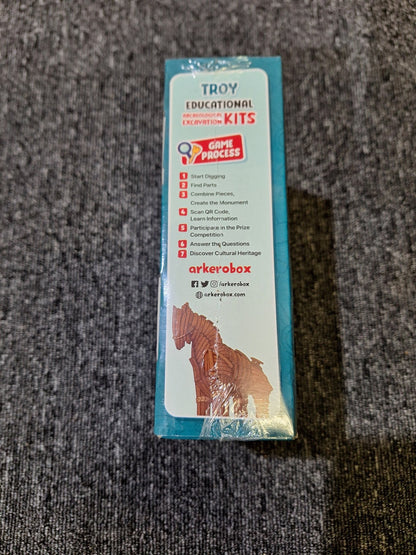 TROY
EDUCATIONAL
ARCHAEOLOGICAL
EXCAVATION KITS
GAME
PROCESS
1 Start Digging
2 Find Parts
3 Combine Pieces,
Create the Monument
4 Scan QR Code,
Learn Information
5 Participate in the Prize
Competition
6 Answer the Questions
7 Discover Cultural Heritage
arkerobox
/arkerobox
arkerobox.com